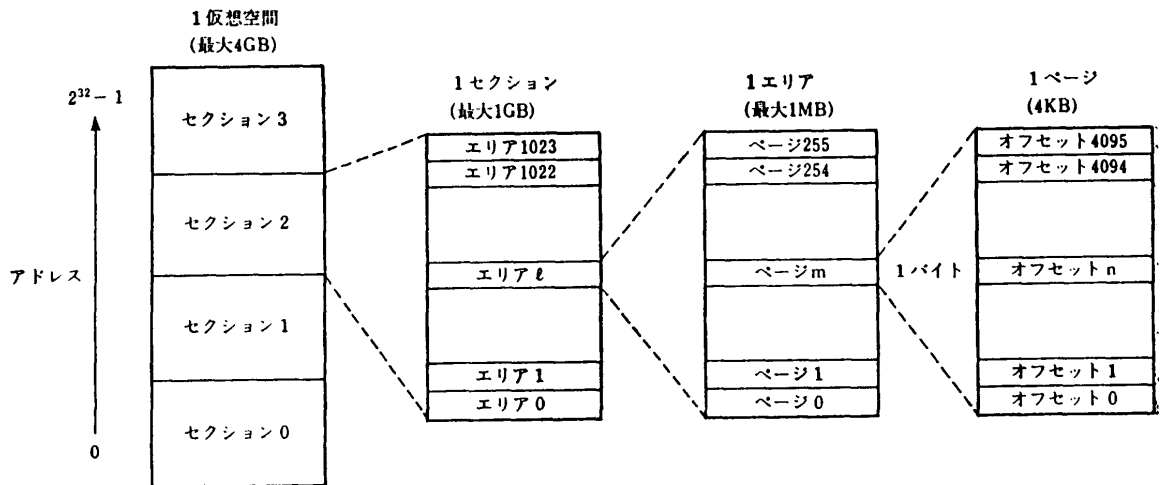 1仮想空間
(最大4GB)
2³²－1
アドレス
0
セクション3
セクション2
セクション1
セクション0
1セクション
(最大1GB)
エリア1023
エリア1022
エリアℓ
エリア1
エリア0
1エリア
(最大1MB)
ページ255
ページ254
ページm
ページ1
ページ0
1ページ
(4KB)
1バイト
オフセット4095
オフセット4094
オフセットn
オフセット1
オフセット0